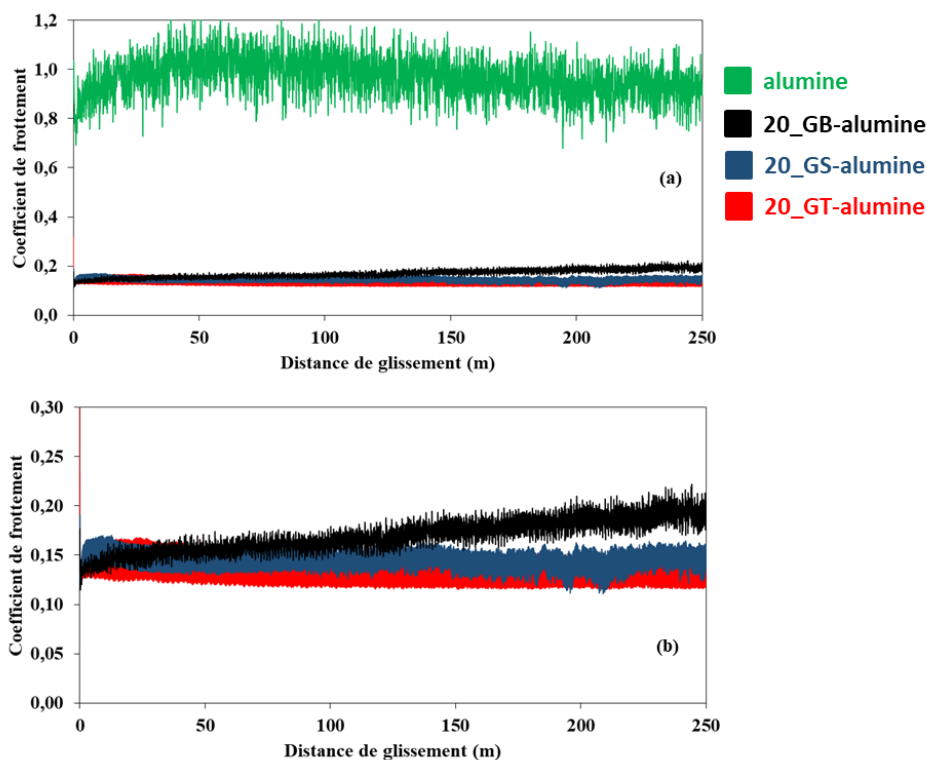 1,2
1,0
0,8
0,6
0,4
0,2
0,0
Coefficient de frottement
(a)
0
50
100
150
200
250
Distance de glissement (m)
alumine
20_GB-alumine
20_GS-alumine
20_GT-alumine
0,30
0,25
0,20
0,15
0,10
0,05
0,00
Coefficient de frottement
(b)
0
50
100
150
200
250
Distance de glissement (m)